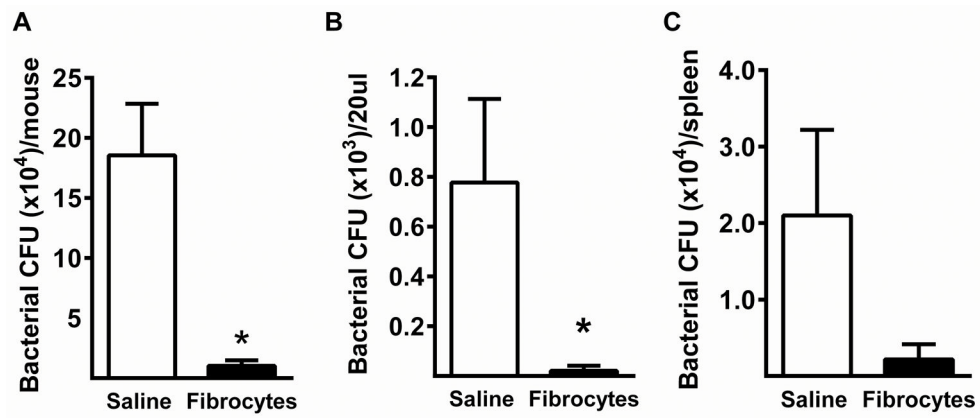 A
Bacterial CFU (x10⁴)/mouse
25
20
15
10
5
*
Saline Fibrocytes
B
Bacterial CFU (x10³)/20ul
1.2
1.0
0.8
0.6
0.4
0.2
*
Saline Fibrocytes
C
Bacterial CFU (x10⁴)/spleen
4.0
3.0
2.0
1.0
Saline Fibrocytes